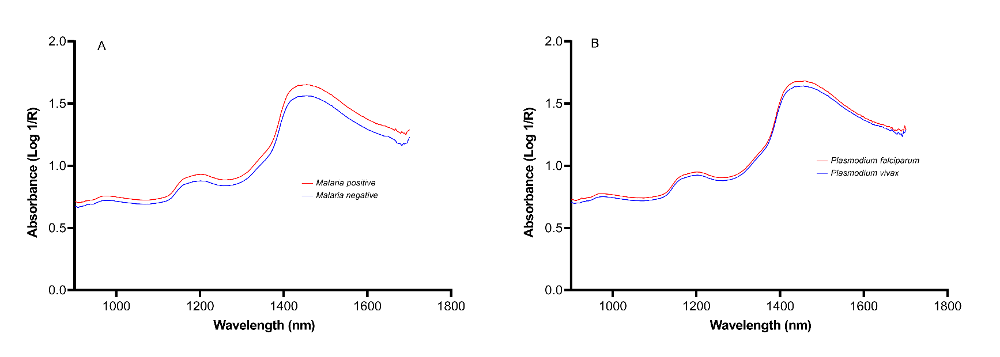 A
2.0
1.5
1.0
0.5
0.0
Absorbance (Log 1/R)
1000 1200 1400 1600 1800
Wavelength (nm)
Malaria positive
Malaria negative
B
2.0
1.5
1.0
0.5
0.0
Absorbance (Log 1/R)
1000 1200 1400 1600 1800
Wavelength (nm)
Plasmodium falciparum
Plasmodium vivax